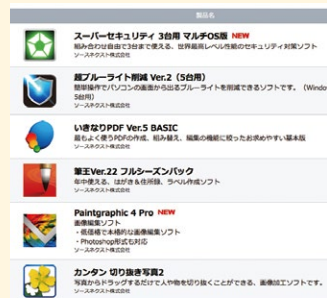 製品名
スーパーセキュリティ 3台用 マルチOS版 NEW
組み合わせ自由で3台まで使える、世界最高レベル性能のセキュリティ対策ソフト
ソースネクスト株式会社
超ブルーライト削減 Ver.2（5台用）
簡単操作でパソコンの画面から出るブルーライトを削減できるソフトです。（Window
5台用）
ソースネクスト株式会社
いきなりPDF Ver.5 BASIC
最もよく使うPDFの作成、組み替え、編集の機能に絞ったお求めやすい基本版
ソースネクスト株式会社
筆王Ver.22 フルシーズンパック
年中使える、はがき＆住所録、ラベル作成ソフト
ソースネクスト株式会社
Paintgraphic 4 Pro NEW
画像編集ソフト
・低価格で本格的な画像編集ソフト
・Photoshop形式も対応
ソースネクスト株式会社
カンタン 切り抜き写真2
写真からドラッグするだけで人や物を切り抜くことができる、画像加工ソフトです。
ソースネクスト株式会社